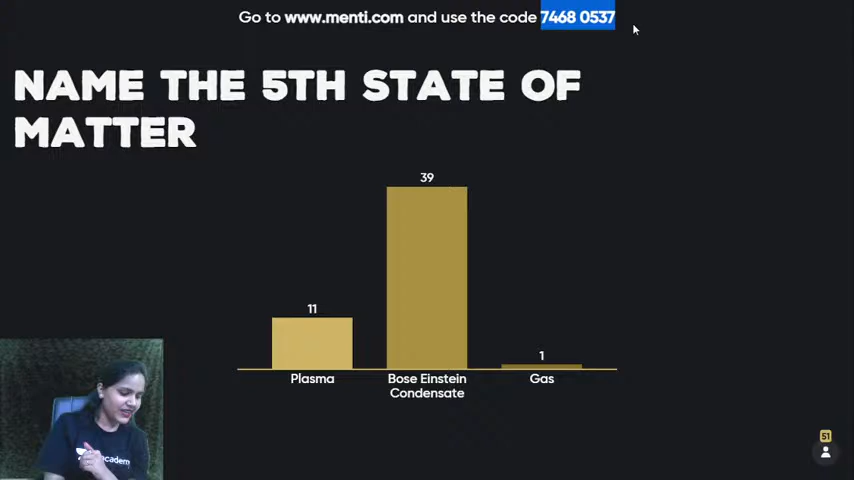 Go to www.menti.com and use the code 7468 0537
NAME THE 5TH STATE OF
MATTER
39
11
1
Plasma
Bose Einstein
Condensate
Gas
51